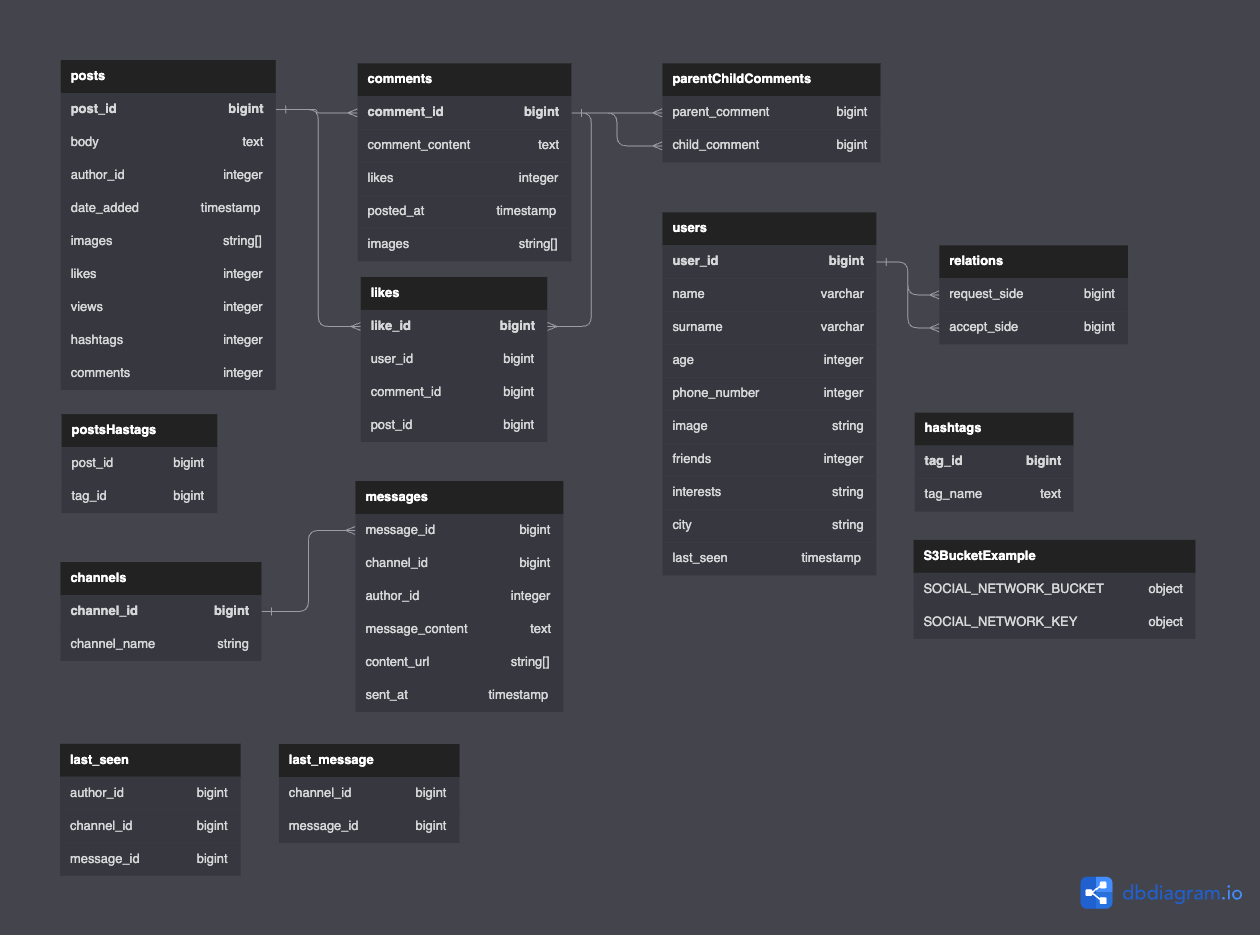 posts
post_id bigint
body text
author_id integer
date_added timestamp
images string[]
likes integer
views integer
hashtags integer
comments integer
comments
comment_id bigint
comment_content text
likes integer
posted_at timestamp
images string[]
parentChildComments
parent_comment bigint
child_comment bigint
likes
like_id bigint
user_id bigint
comment_id bigint
post_id bigint
users
user_id bigint
name varchar
surname varchar
age integer
phone_number integer
image string
friends integer
interests string
city string
last_seen timestamp
relations
request_side bigint
accept_side bigint
postsHastags
post_id bigint
tag_id bigint
hashtags
tag_id bigint
tag_name text
messages
message_id bigint
channel_id bigint
author_id integer
message_content text
content_url string[]
sent_at timestamp
channels
channel_id bigint
channel_name string
S3BucketExample
SOCIAL_NETWORK_BUCKET object
SOCIAL_NETWORK_KEY object
last_seen
author_id bigint
channel_id bigint
message_id bigint
last_message
channel_id bigint
message_id bigint
dbdiagram.io